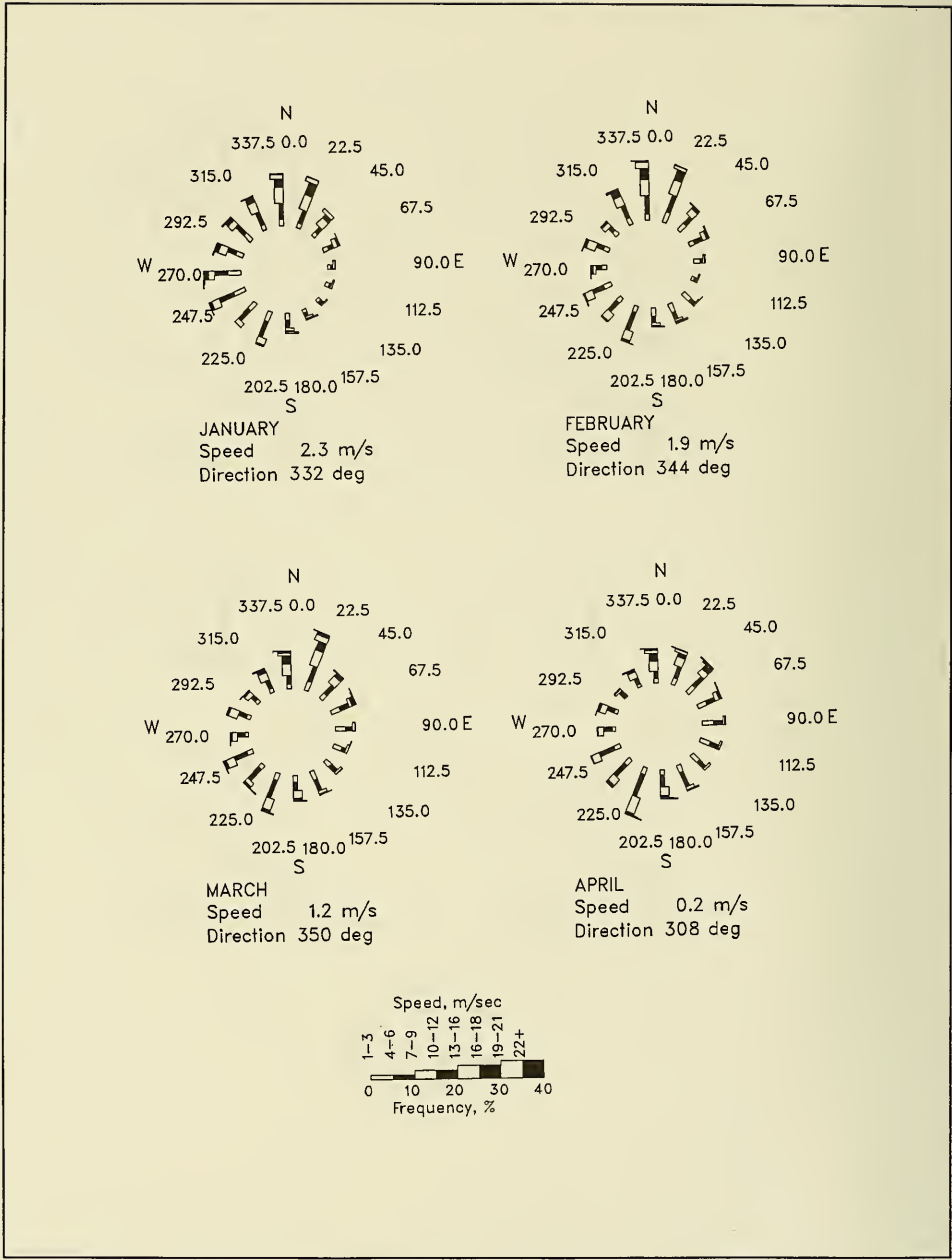 N
337.5 0.0 22.5
315.0 45.0
292.5 67.5
W 270.0 90.0 E
247.5 112.5
225.0 135.0
202.5 180.0 157.5
S
JANUARY
Speed 2.3 m/s
Direction 332 deg
N
337.5 0.0 22.5
315.0 45.0
292.5 67.5
W 270.0 90.0 E
247.5 112.5
225.0 135.0
202.5 180.0 157.5
S
FEBRUARY
Speed 1.9 m/s
Direction 344 deg
N
337.5 0.0 22.5
315.0 45.0
292.5 67.5
W 270.0 90.0 E
247.5 112.5
225.0 135.0
202.5 180.0 157.5
S
MARCH
Speed 1.2 m/s
Direction 350 deg
N
337.5 0.0 22.5
315.0 45.0
292.5 67.5
W 270.0 90.0 E
247.5 112.5
225.0 135.0
202.5 180.0 157.5
S
APRIL
Speed 0.2 m/s
Direction 308 deg
Speed, m/sec
1–3 4–6 7–9 10–12 13–16 16–18 19–21 22+
0 10 20 30 40
Frequency, %